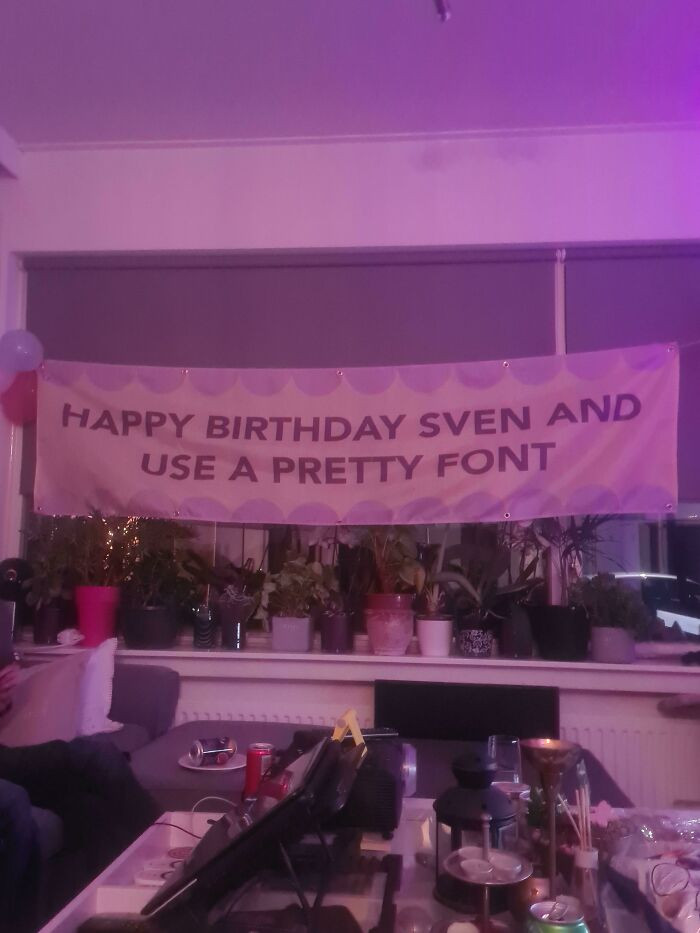 HAPPY BIRTHDAY SVEN AND
USE A PRETTY FONT